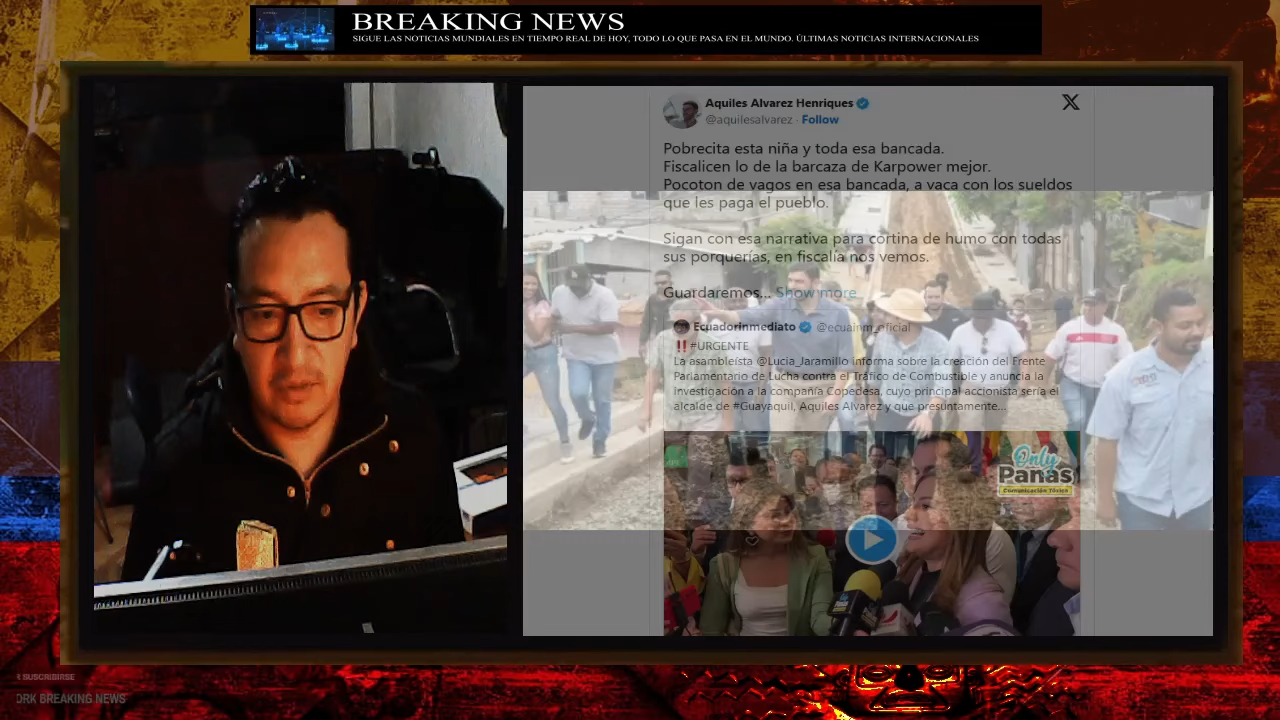 BREAKING NEWS
SIGUE LAS NOTICIAS MUNDIALES EN TIEMPO REAL DE HOY, TODO LO QUE PASA EN EL MUNDO. ÚLTIMAS NOTICIAS INTERNACIONALES
Aquiles Alvarez Henriques
@aquilesalvarez · Follow
Pobrecita esta niña y toda esa bancada.
Fiscalicen lo de la barcaza de Karpower mejor.
Pocoton de vagos en esa bancada, a vaca con los sueldos
que les paga el pueblo.
Sigan con esa narrativa para cortina de humo con todas
sus porquerías, en fiscalía nos vemos.
Guardaremos... Show more
Ecuadorinmediato @ecuainm_oficial
‼️#URGENTE
La asambleísta @Lucia_Jaramillo informa sobre la creación del Frente
Parlamentario de Lucha contra el Tráfico de Combustible y anuncia la
investigación a la compañía Copedesa, cuyo principal accionista sería el
alcalde de #Guayaquil, Aquiles Alvarez y que presuntamente...
Only
Panas
Comunicación Tóxica
SUSCRIBIRSE
ORK BREAKING NEWS